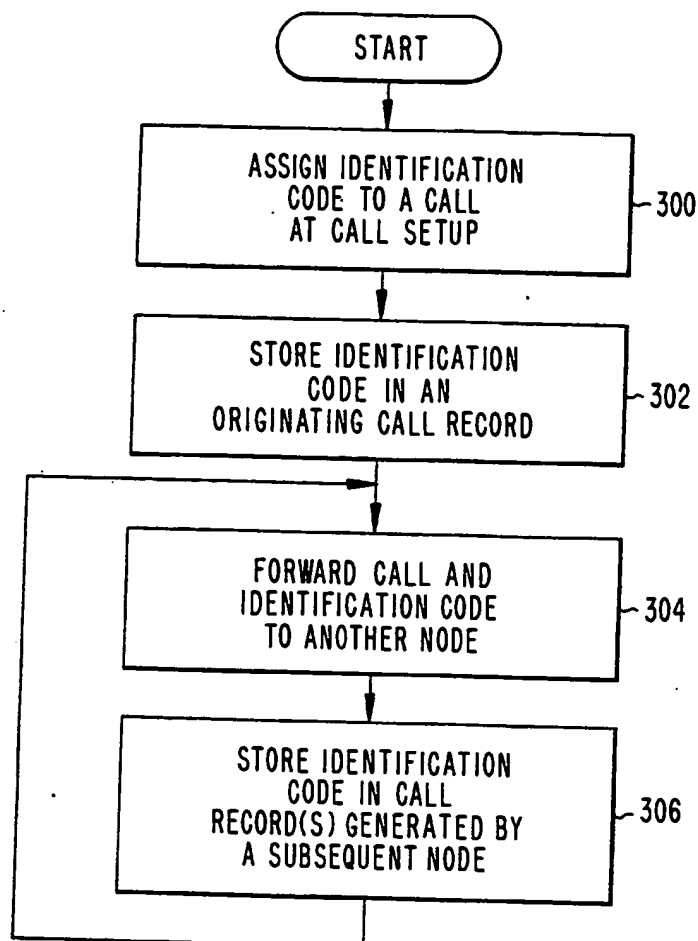 START
ASSIGN IDENTIFICATION
CODE TO A CALL
AT CALL SETUP
300
STORE IDENTIFICATION
CODE IN AN
ORIGINATING CALL RECORD
302
FORWARD CALL AND
IDENTIFICATION CODE
TO ANOTHER NODE
304
STORE IDENTIFICATION
CODE IN CALL
RECORD(S) GENERATED BY
A SUBSEQUENT NODE
306